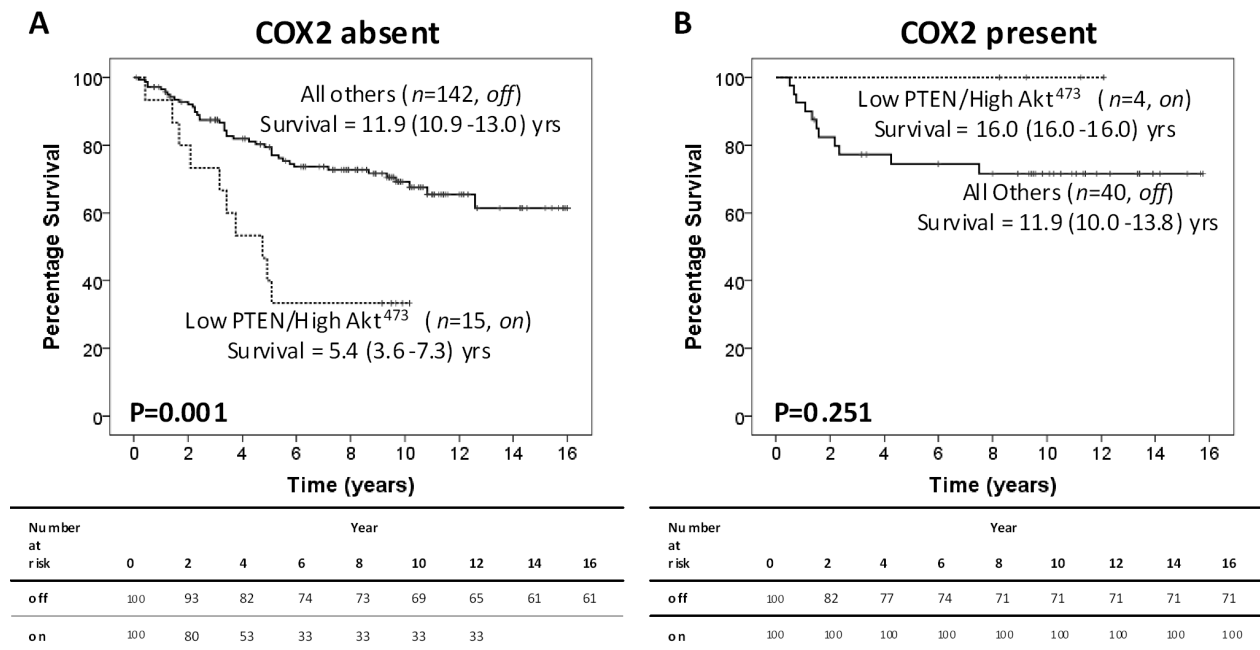 A
COX2 absent
Percentage Survival
100
80
60
40
20
0
All others (n=142, off)
Survival = 11.9 (10.9 -13.0) yrs
Low PTEN/High Akt473 (n=15, on)
Survival = 5.4 (3.6 -7.3) yrs
P=0.001
0 2 4 6 8 10 12 14 16
Time (years)
Number Year
at
risk 0 2 4 6 8 10 12 14 16
off 100 93 82 74 73 69 65 61 61
on 100 80 53 33 33 33 33
B
COX2 present
Percentage Survival
100
80
60
40
20
0
Low PTEN/High Akt473 (n=4, on)
Survival = 16.0 (16.0 -16.0) yrs
All Others (n=40, off)
Survival = 11.9 (10.0 -13.8) yrs
P=0.251
0 2 4 6 8 10 12 14 16
Time (years)
Number Year
at
risk 0 2 4 6 8 10 12 14 16
off 100 82 77 74 71 71 71 71 71
on 100 100 100 100 100 100 100 100 100